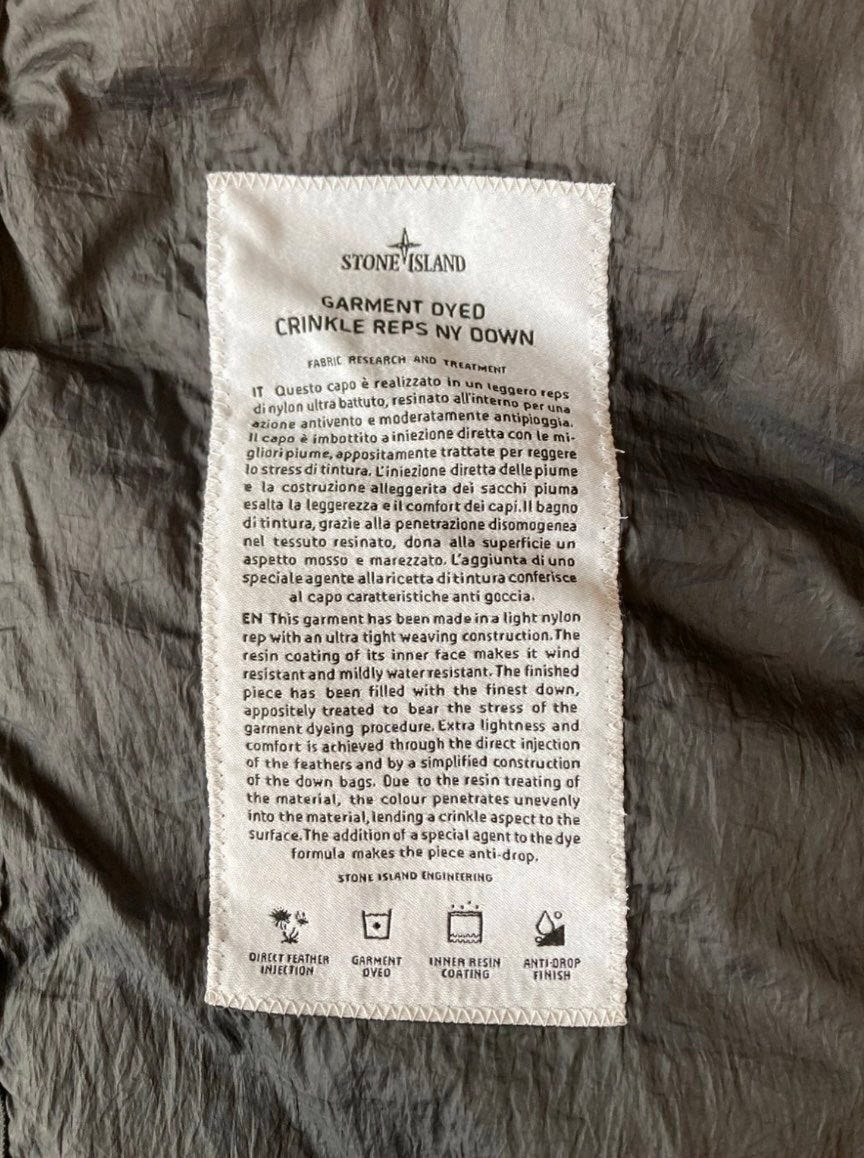 STONE ISLAND
GARMENT DYED
CRINKLE REPS NY DOWN
FABRIC RESEARCH AND TREATMENT
IT Questo capo è realizzato in un leggero reps
di nylon ultra battuto, resinato all'interno per una
azione antivento e moderatamente antipioggia.
Il capo è imbottito a iniezione diretta con le mi-
gliori piume, appositamente trattate per reggere
lo stress di tintura. L'iniezione diretta delle piume
e la costruzione alleggerita dei sacchi piuma
esalta la leggerezza e il comfort dei capi. Il bagno
di tintura, grazie alla penetrazione disomogenea
nel tessuto resinato, dona alla superficie un
aspetto mosso e marezzato. L'aggiunta di uno
speciale agente alla ricetta di tintura conferisce
al capo caratteristiche anti goccia.
EN This garment has been made in a light nylon
rep with an ultra tight weaving construction. The
resin coating of its inner face makes it wind
resistant and mildly water resistant. The finished
piece has been filled with the finest down,
appositely treated to bear the stress of the
garment dyeing procedure. Extra lightness and
comfort is achieved through the direct injection
of the feathers and by a simplified construction
of the down bags. Due to the resin treating of
the material, the colour penetrates unevenly
into the material, lending a crinkle aspect to the
surface. The addition of a special agent to the dye
formula makes the piece anti-drop.
STONE ISLAND ENGINEERING
DIRECT FEATHER
INJECTION
GARMENT
DYED
INNER RESIN
COATING
ANTI-DROP
FINISH